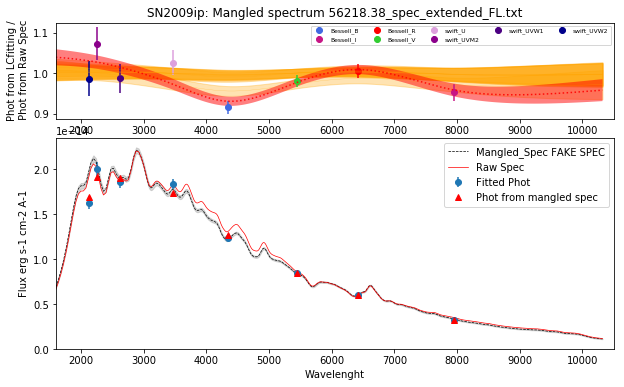 SN2009ip: Mangled spectrum 56218.38_spec_extended_FL.txt
Phot from LCfitting /
Phot from Raw Spec
1.1
1.0
0.9
Bessell_B
Bessell_R
swift_U
swift_UVW1
swift_UVW2
Bessell_I
Bessell_V
swift_UVM2
2000 3000 4000 5000 6000 7000 8000 9000 10000
1e−14
Flux erg s-1 cm-2 A-1
2.0
1.5
1.0
0.5
0.0
Mangled_Spec FAKE SPEC
Raw Spec
Fitted Phot
Phot from mangled spec
2000 3000 4000 5000 6000 7000 8000 9000 10000
Wavelenght